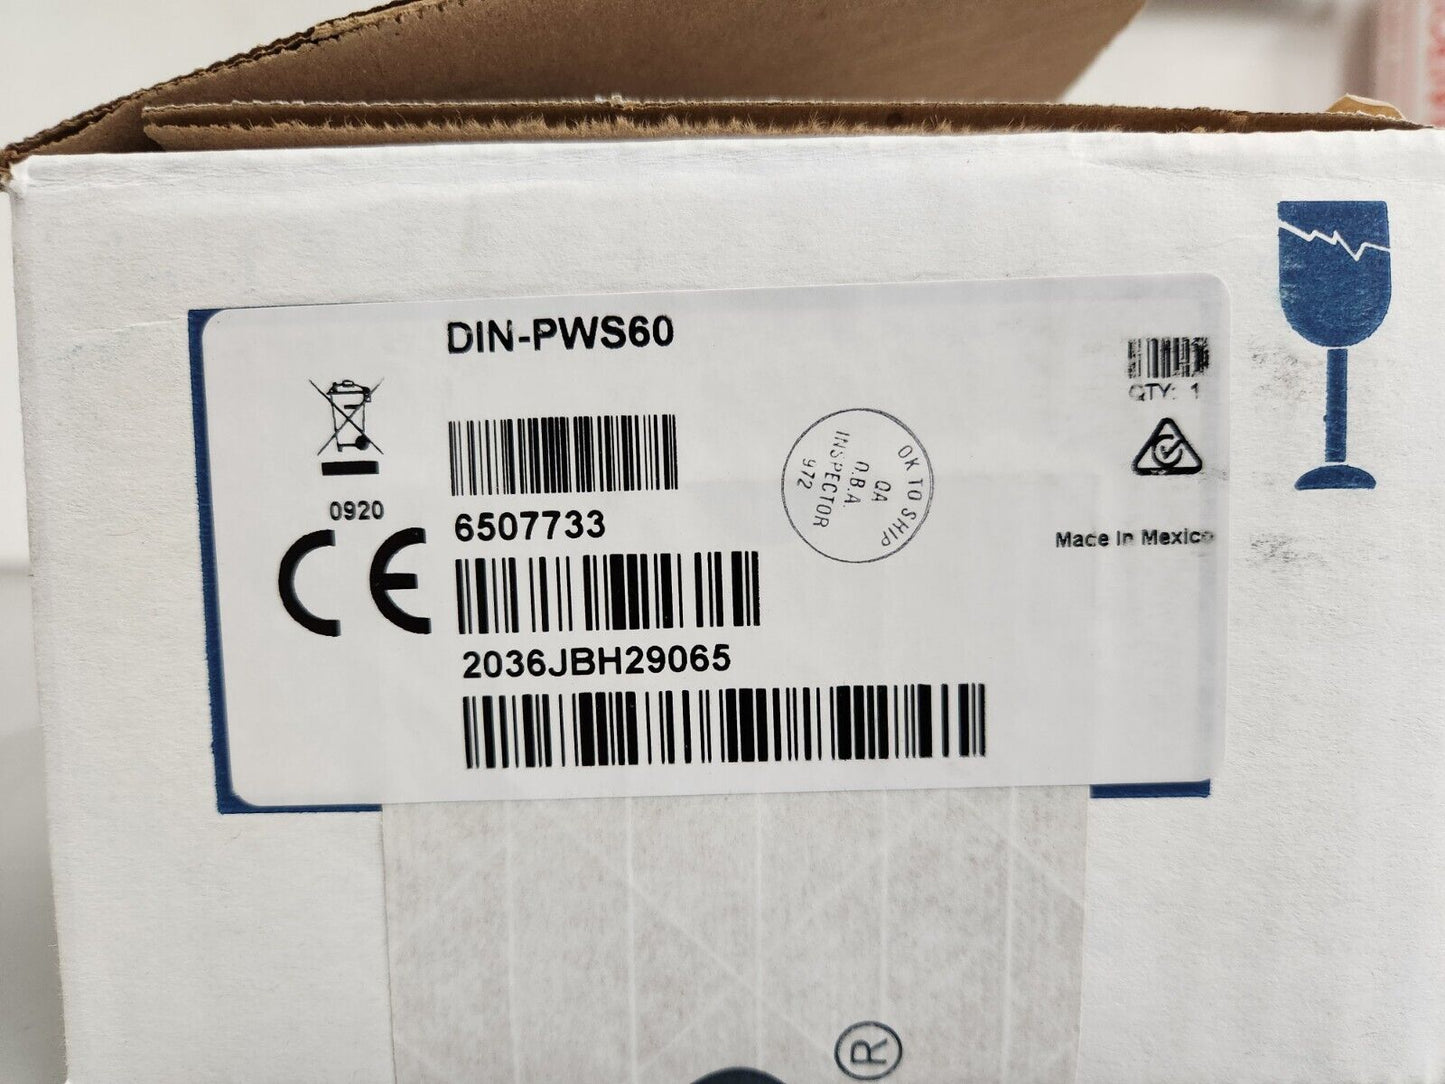 DIN-PWS60
QTY: 1
0920
CE
6507733
OK TO SHIP
QA
O.B.A.
INSPECTOR
972
Made in Mexico
2036JBH29065
®